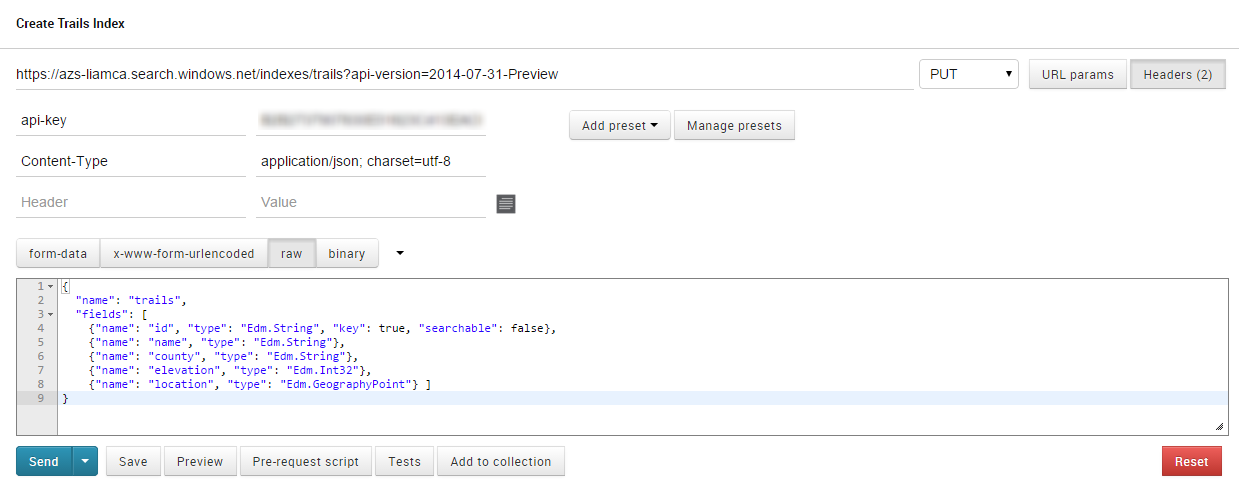 Create Trails Index
https://azs-liamca.search.windows.net/indexes/trails?api-version=2014-07-31-Preview PUT URL params Headers (2)
api-key Add preset Manage presets
Content-Type application/json; charset=utf-8
Header Value
form-data x-www-form-urlencoded raw binary
1 {
2 "name": "trails",
3 "fields": [
4 {"name": "id", "type": "Edm.String", "key": true, "searchable": false},
5 {"name": "name", "type": "Edm.String"},
6 {"name": "county", "type": "Edm.String"},
7 {"name": "elevation", "type": "Edm.Int32"},
8 {"name": "location", "type": "Edm.GeographyPoint"} ]
9 }
Send Save Preview Pre-request script Tests Add to collection Reset